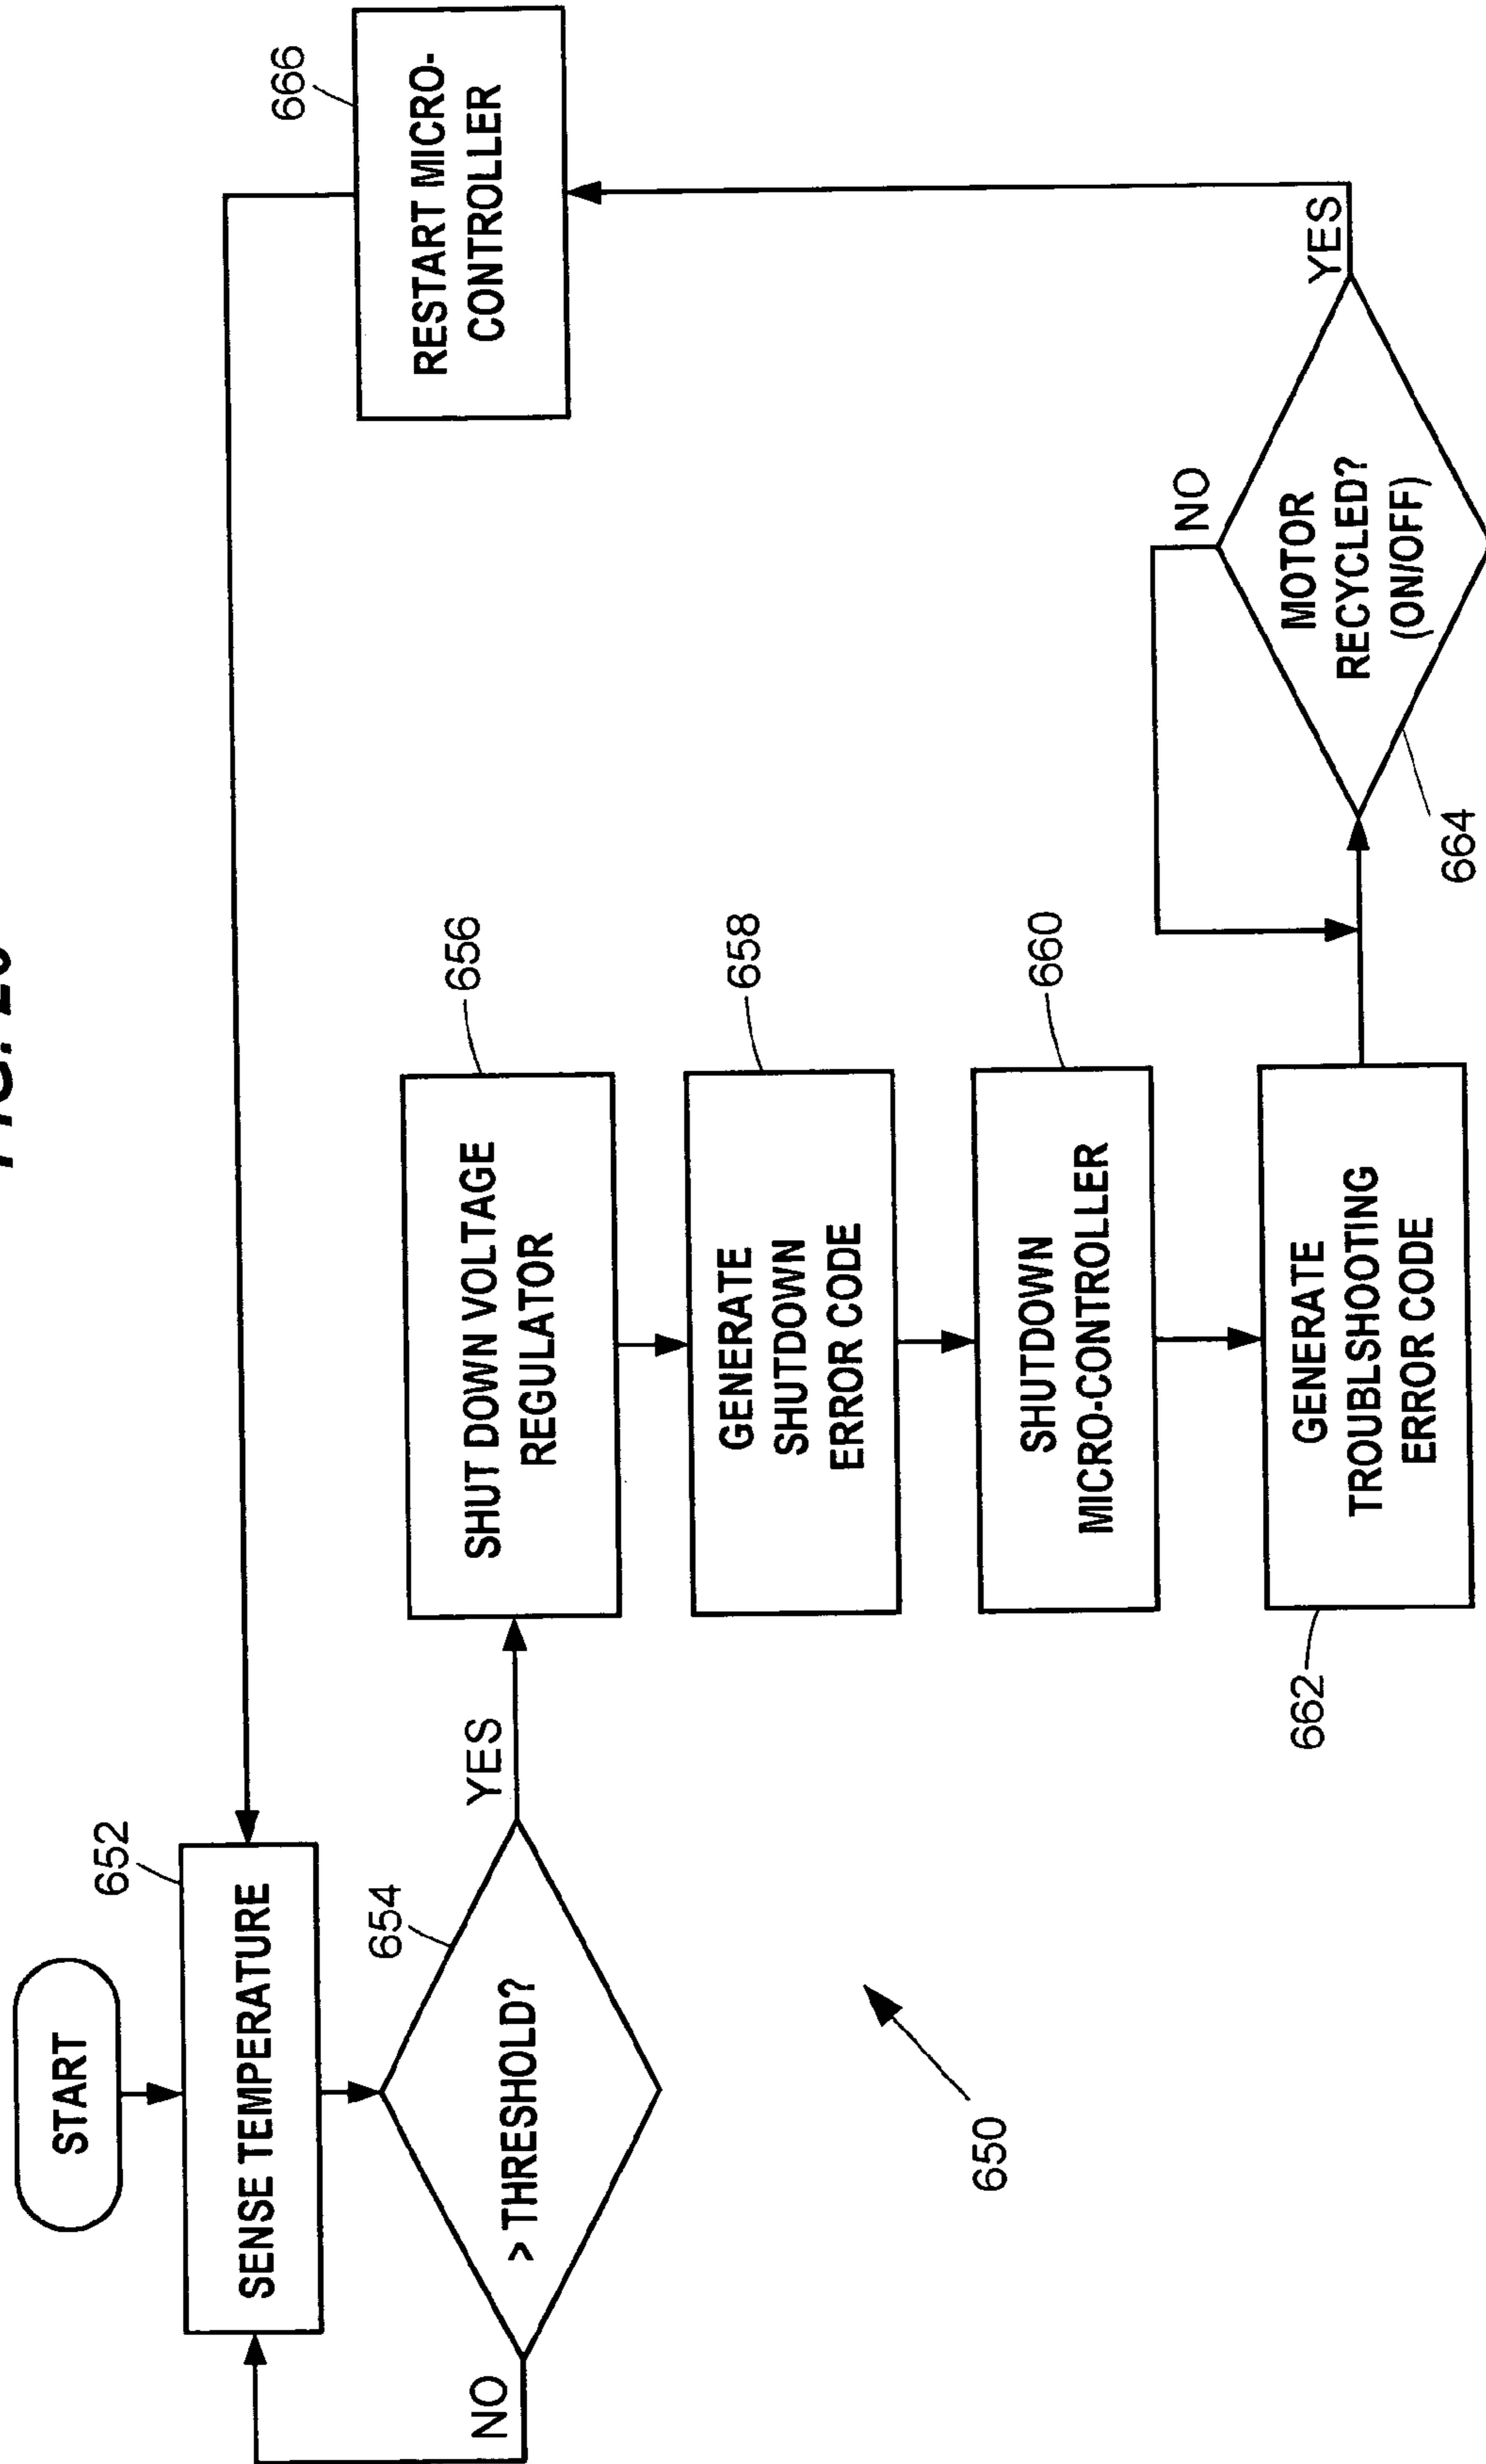 START
652
SENSE TEMPERATURE
654
> THRESHOLD?
NO
YES
656
SHUT DOWN VOLTAGE
REGULATOR
658
GENERATE
SHUTDOWN
ERROR CODE
660
SHUTDOWN
MICRO-CONTROLLER
662
GENERATE
TROUBLSHOOTING
ERROR CODE
664
MOTOR
RECYCLED?
(ON/OFF)
NO
YES
666
RESTART MICRO-
CONTROLLER
650